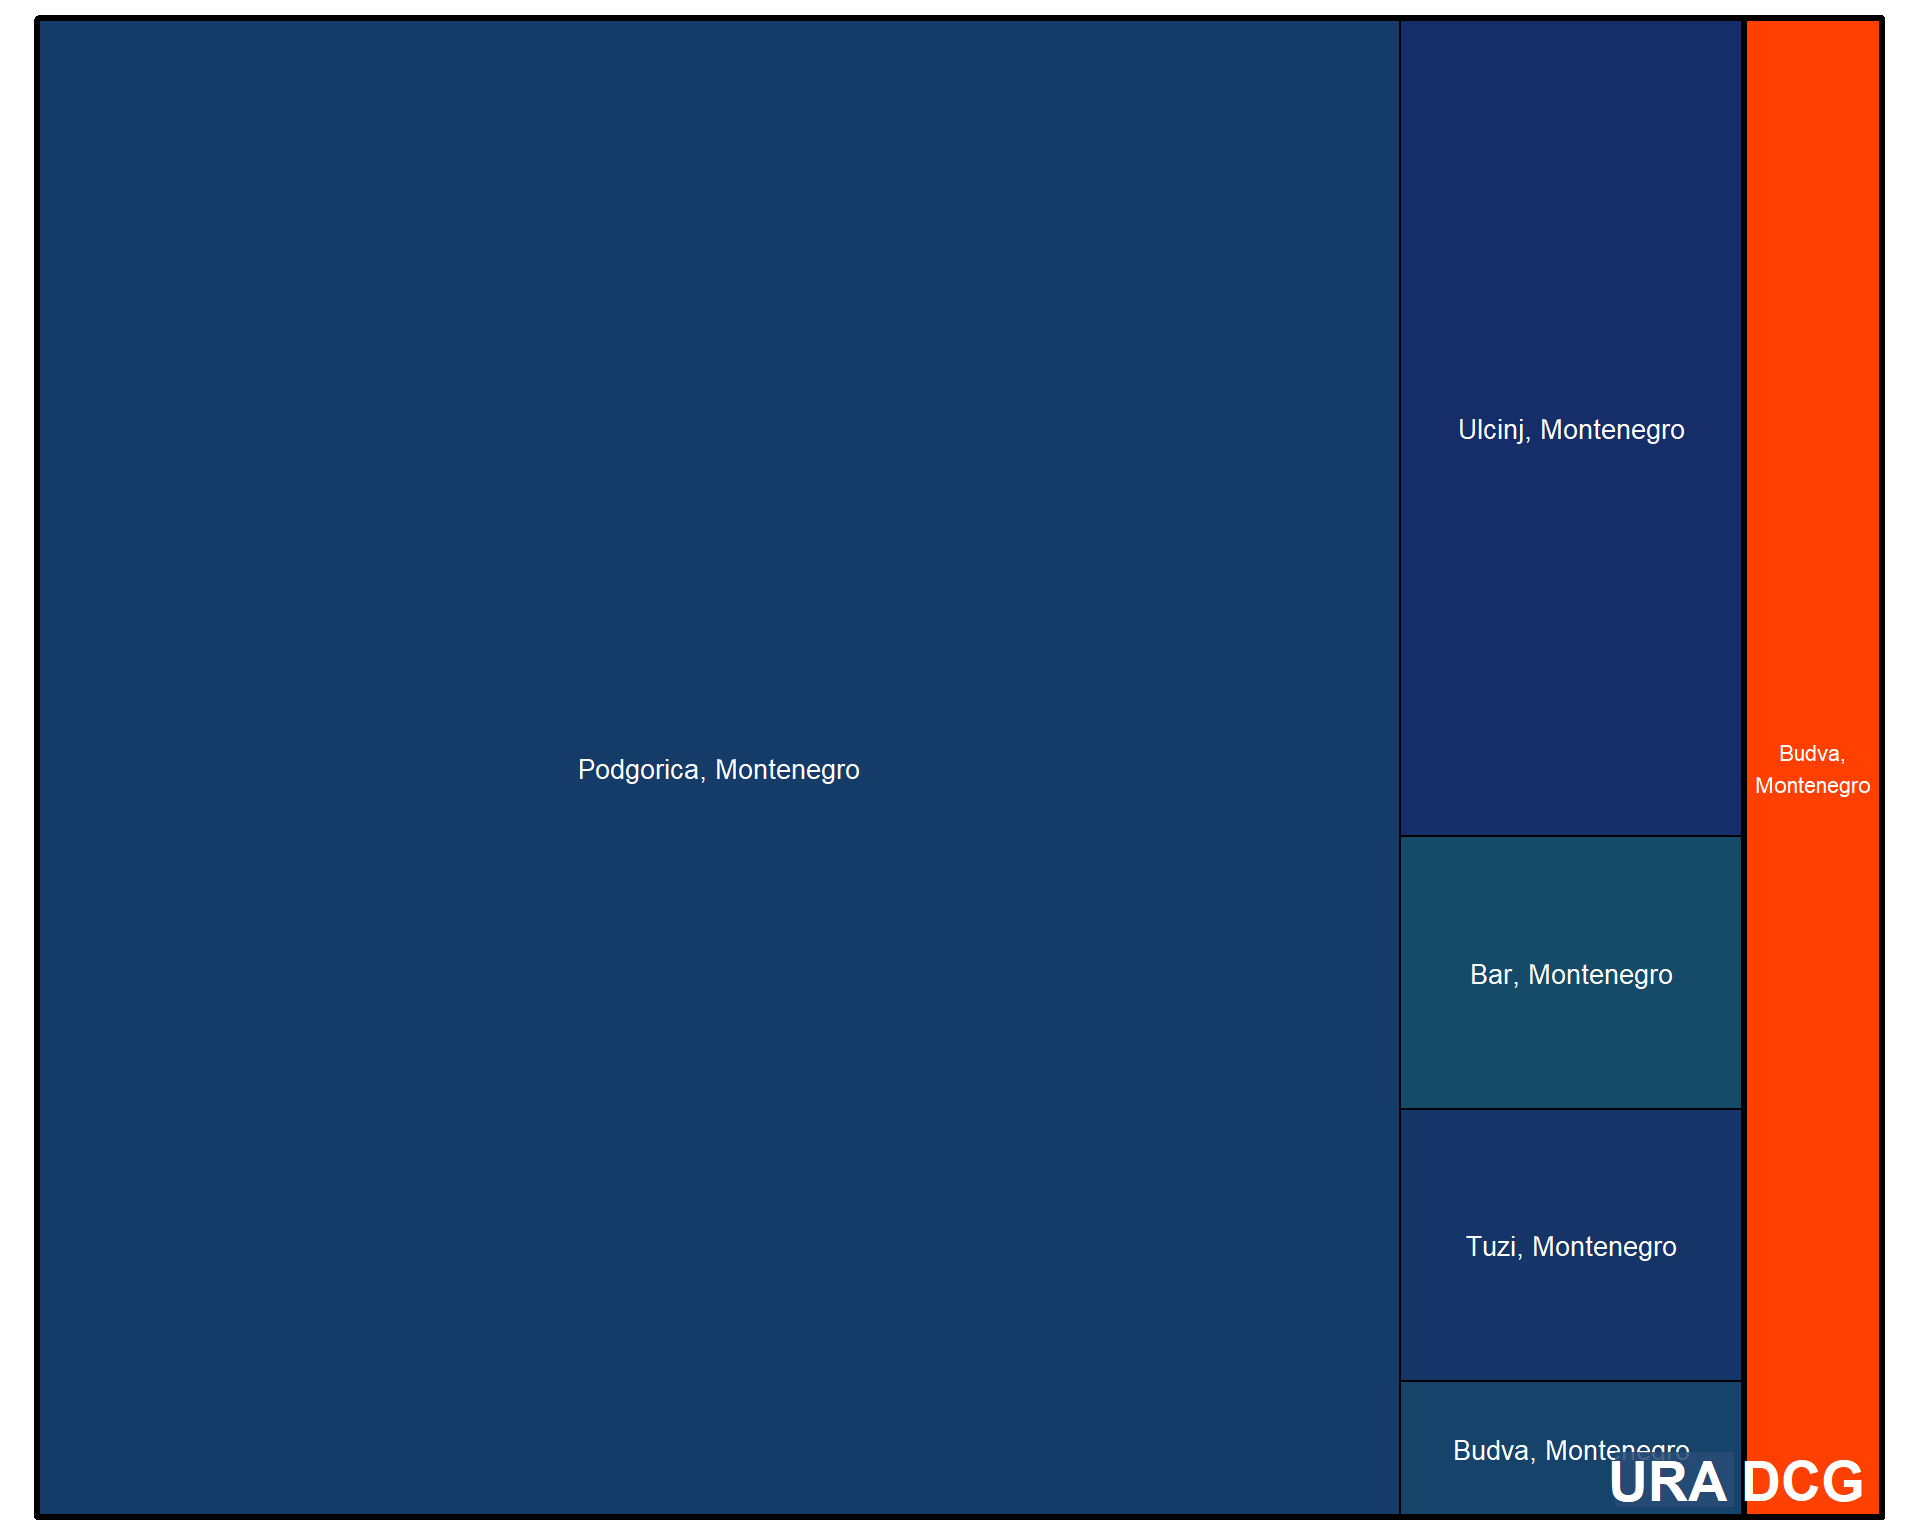 Ulcinj, Montenegro
Podgorica, Montenegro
Budva,
Montenegro
Bar, Montenegro
Tuzi, Montenegro
Budva, Montenegro
URA
DCG